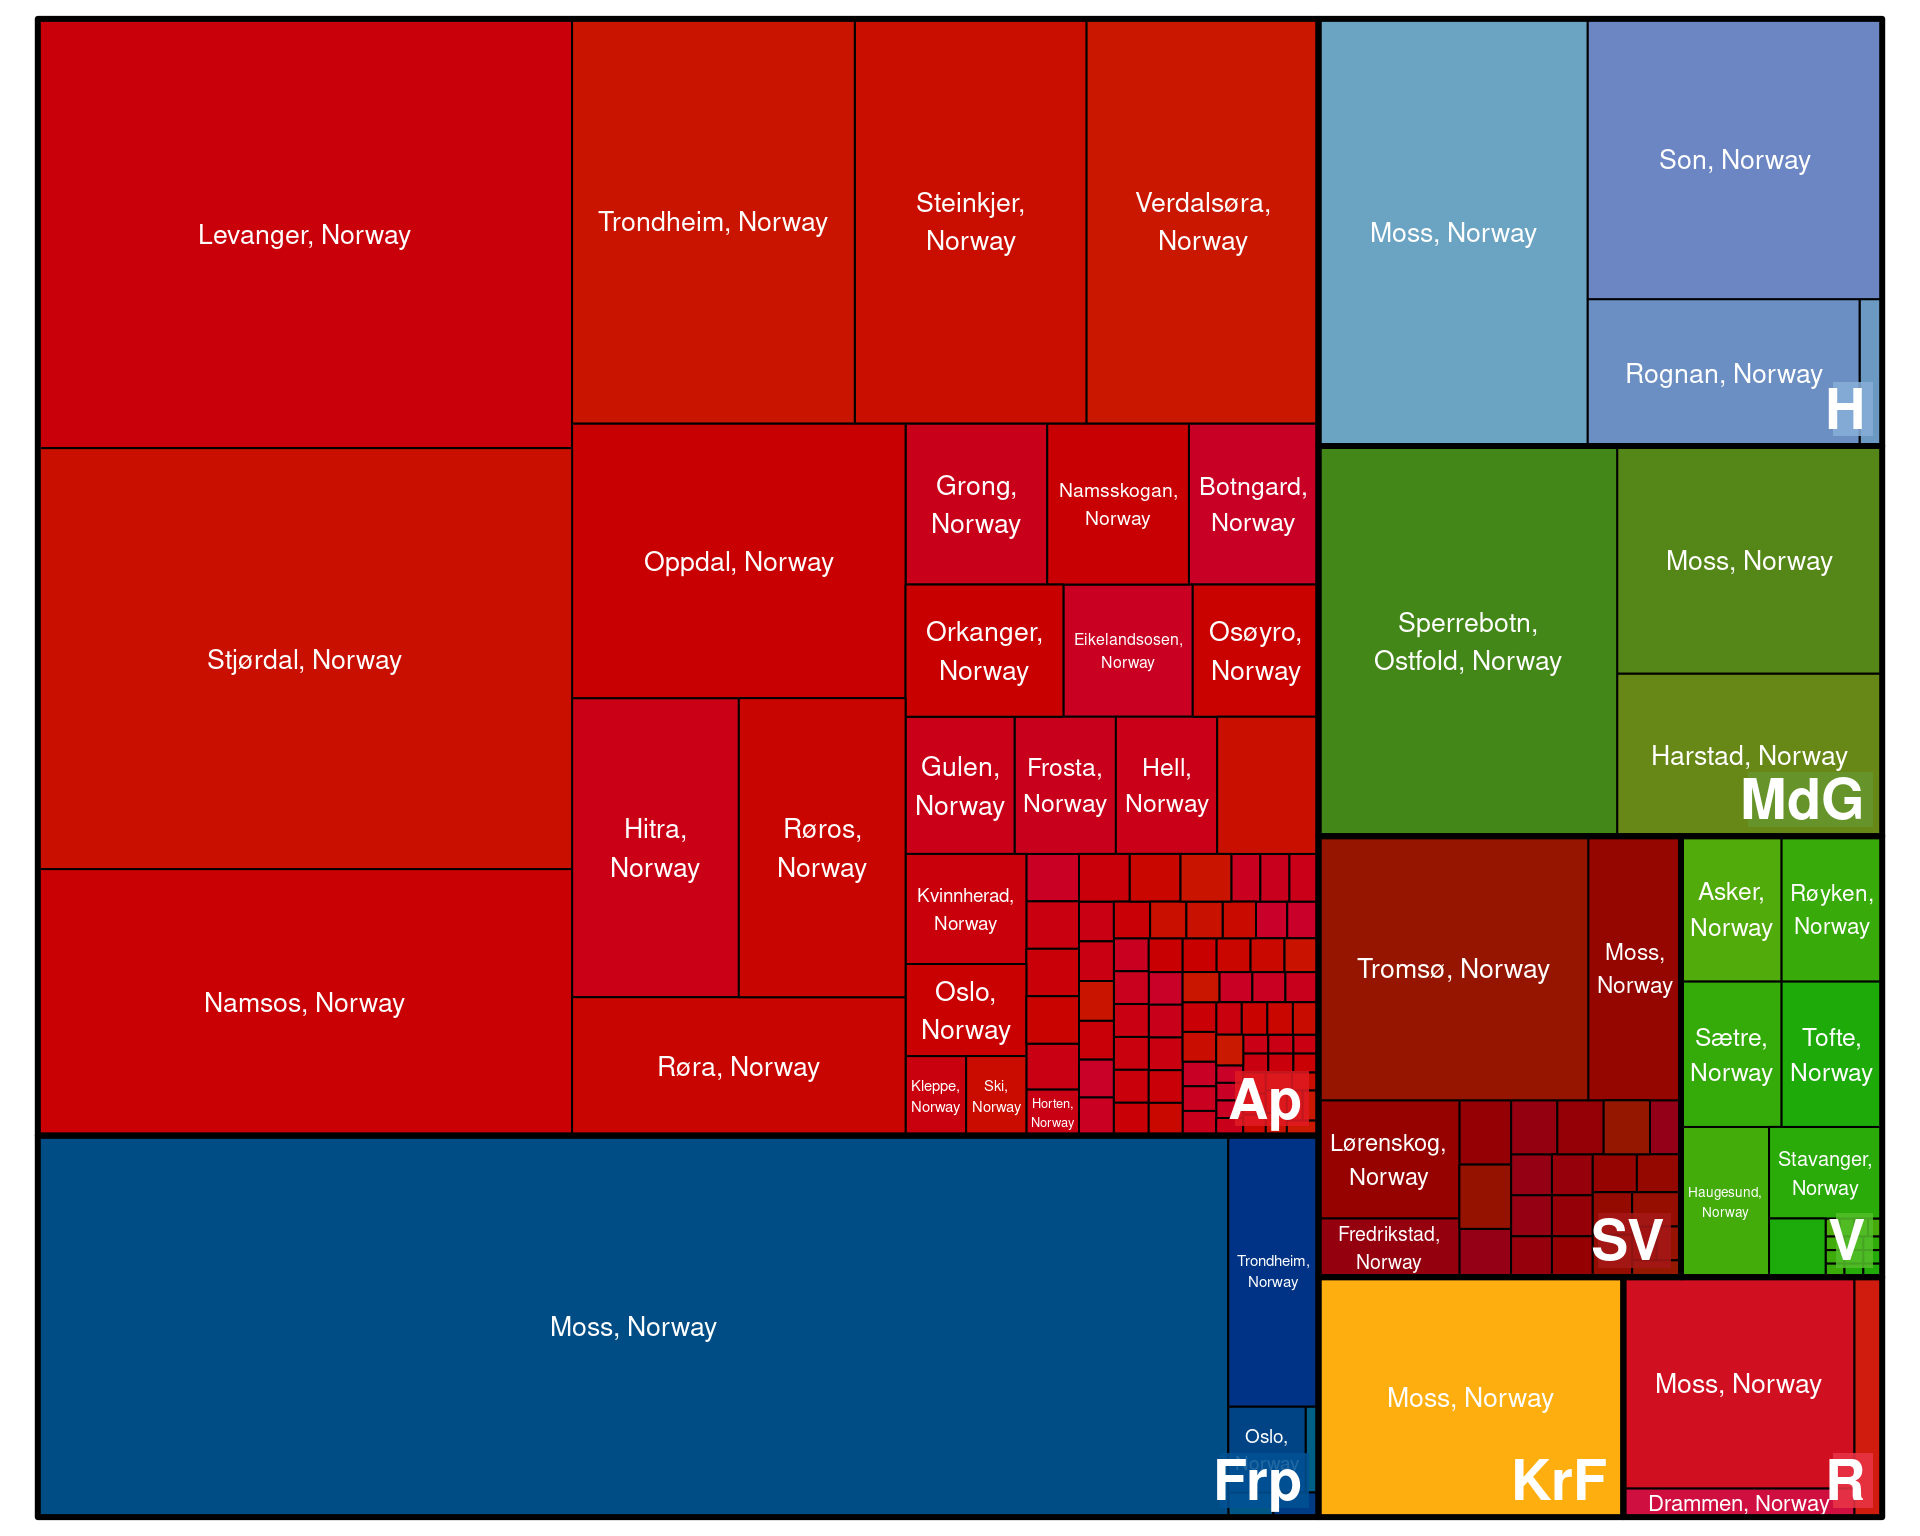 Levanger, Norway
Trondheim, Norway
Steinkjer,
Norway
Verdalsøra,
Norway
Stjørdal, Norway
Namsos, Norway
Oppdal, Norway
Hitra,
Norway
Røros,
Norway
Røra, Norway
Grong,
Norway
Namsskogan,
Norway
Botngard,
Norway
Orkanger,
Norway
Eikelandsosen,
Norway
Osøyro,
Norway
Gulen,
Norway
Frosta,
Norway
Hell,
Norway
Kvinnherad,
Norway
Oslo,
Norway
Kleppe,
Norway
Ski,
Norway
Horten,
Norway
Ap
Moss, Norway
Trondheim,
Norway
Oslo,
Norway
Frp
Moss, Norway
Son, Norway
Rognan, Norway
H
Sperrebotn,
Ostfold, Norway
Moss, Norway
Harstad, Norway
MdG
Tromsø, Norway
Moss,
Norway
Lørenskog,
Norway
Fredrikstad,
Norway
SV
Asker,
Norway
Røyken,
Norway
Sætre,
Norway
Tofte,
Norway
Haugesund,
Norway
Stavanger,
Norway
V
Moss, Norway
KrF
Moss, Norway
Drammen, Norway
R